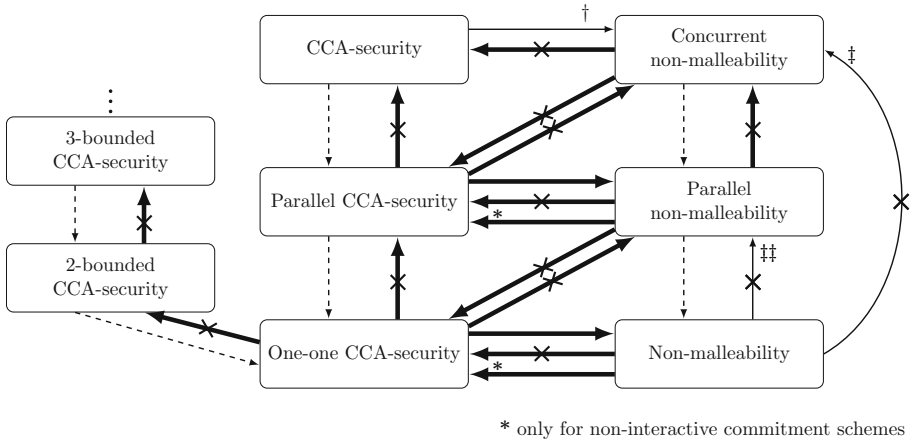 †
CCA-security
Concurrent
non-malleability
‡
⋮
3-bounded
CCA-security
Parallel CCA-security
*
Parallel
non-malleability
2-bounded
CCA-security
‡‡
One-one CCA-security
*
Non-malleability
* only for non-interactive commitment schemes